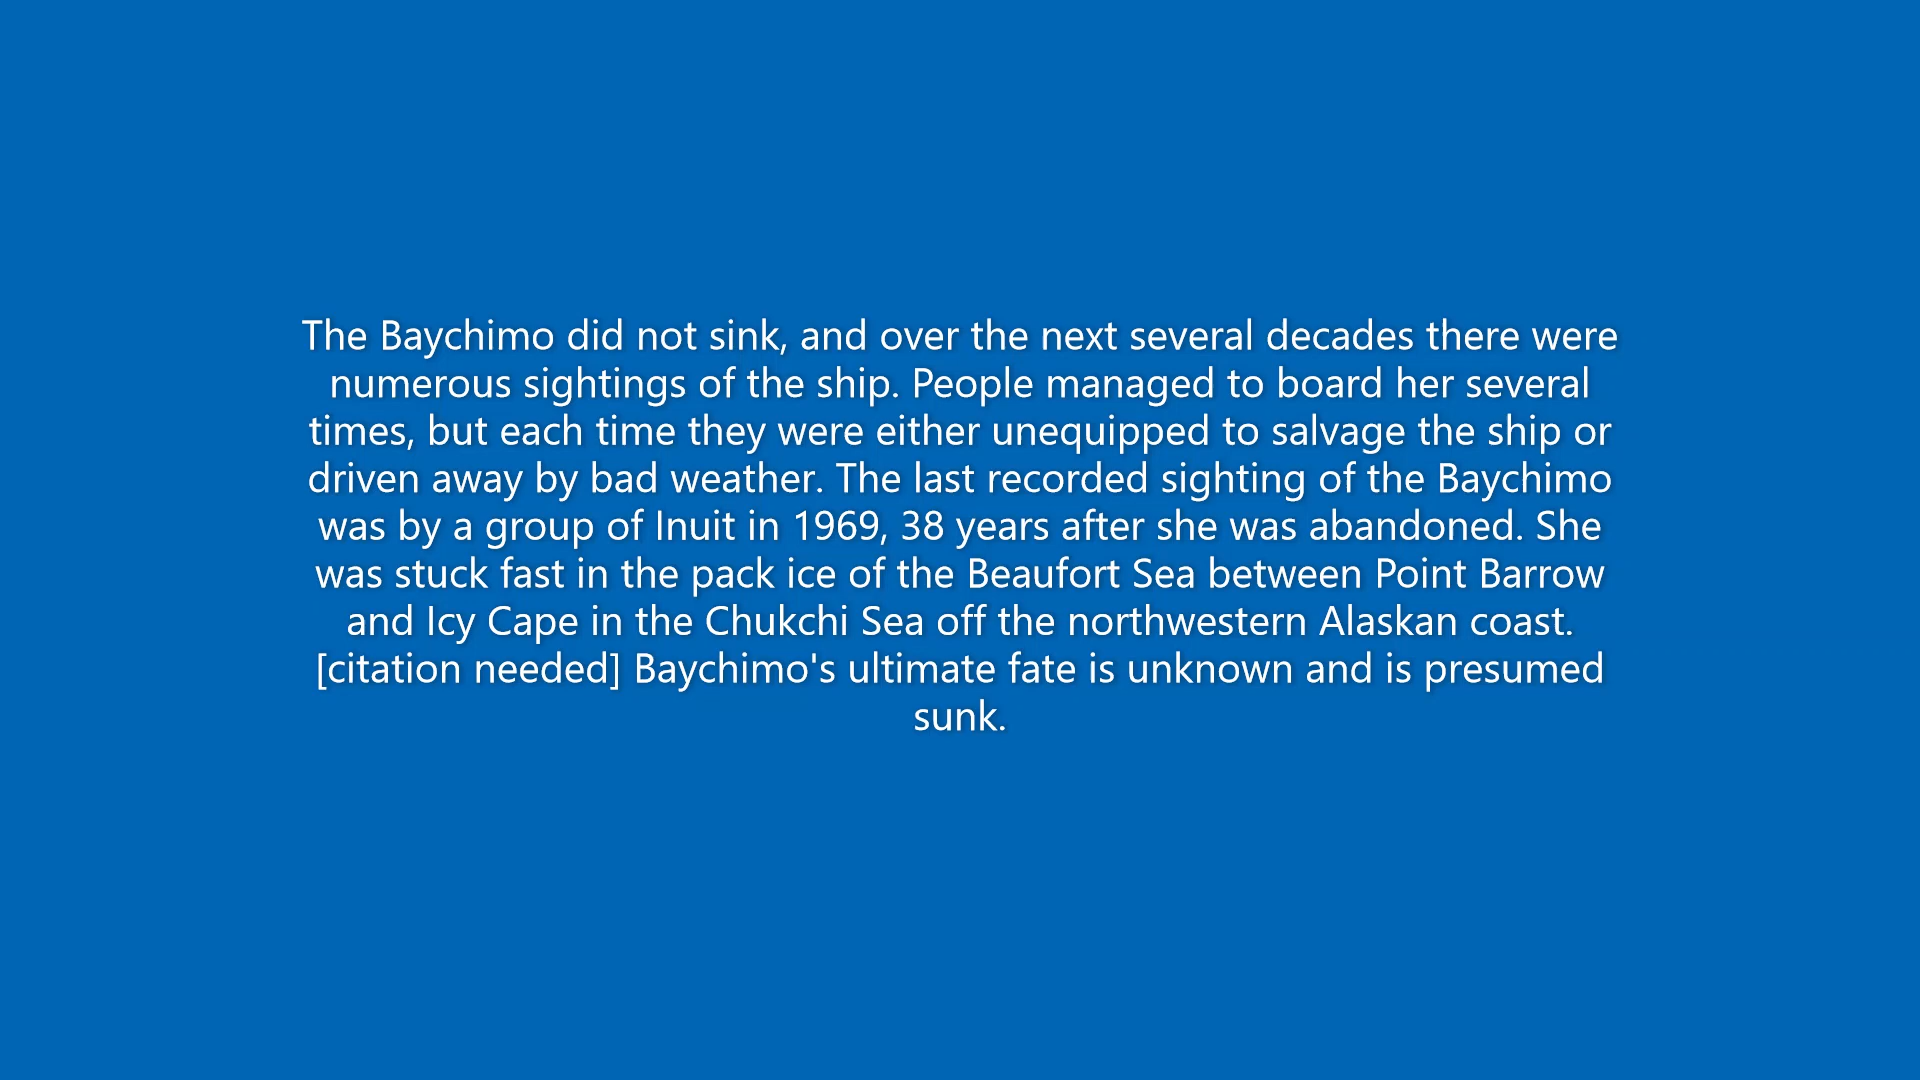 The Baychimo did not sink, and over the next several decades there were
numerous sightings of the ship. People managed to board her several
times, but each time they were either unequipped to salvage the ship or
driven away by bad weather. The last recorded sighting of the Baychimo
was by a group of Inuit in 1969, 38 years after she was abandoned. She
was stuck fast in the pack ice of the Beaufort Sea between Point Barrow
and Icy Cape in the Chukchi Sea off the northwestern Alaskan coast.
[citation needed] Baychimo's ultimate fate is unknown and is presumed
sunk.